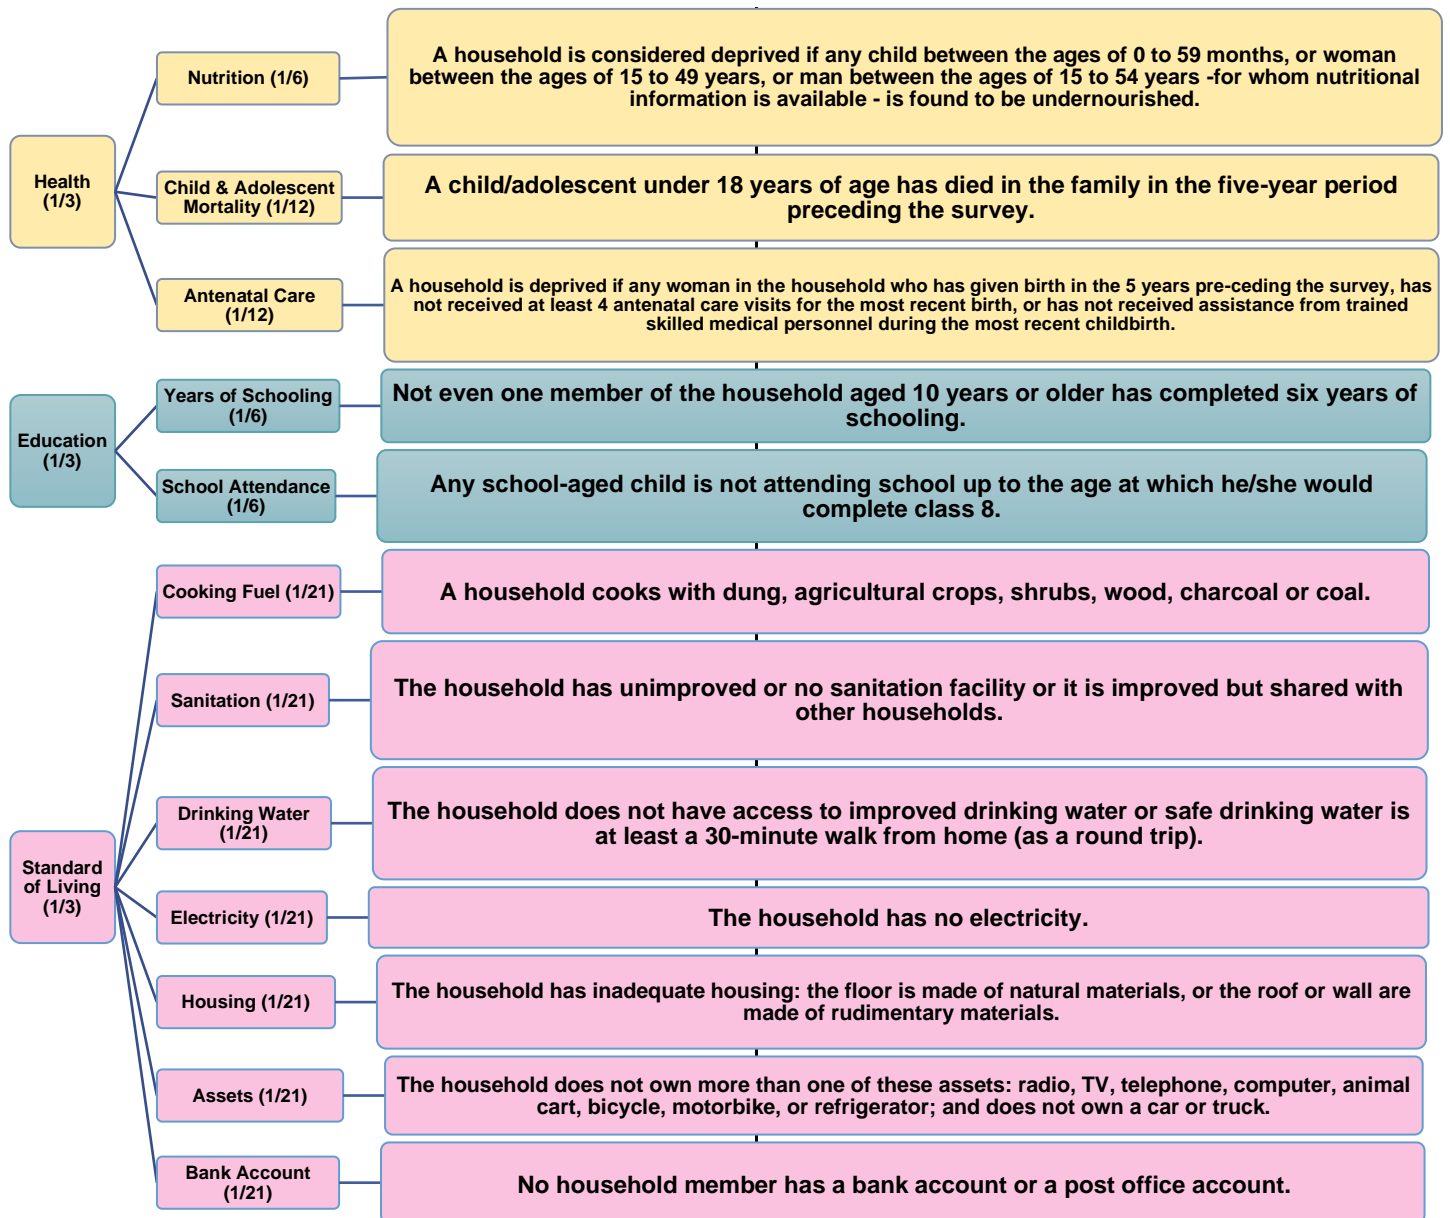 Health
(1/3)
Nutrition (1/6)
A household is considered deprived if any child between the ages of 0 to 59 months, or woman
between the ages of 15 to 49 years, or man between the ages of 15 to 54 years -for whom nutritional
information is available - is found to be undernourished.
Child & Adolescent
Mortality (1/12)
A child/adolescent under 18 years of age has died in the family in the five-year period
preceding the survey.
Antenatal Care
(1/12)
A household is deprived if any woman in the household who has given birth in the 5 years pre-ceding the survey, has
not received at least 4 antenatal care visits for the most recent birth, or has not received assistance from trained
skilled medical personnel during the most recent childbirth.
Education
(1/3)
Years of Schooling
(1/6)
Not even one member of the household aged 10 years or older has completed six years of
schooling.
School Attendance
(1/6)
Any school-aged child is not attending school up to the age at which he/she would
complete class 8.
Standard
of Living
(1/3)
Cooking Fuel (1/21)
A household cooks with dung, agricultural crops, shrubs, wood, charcoal or coal.
Sanitation (1/21)
The household has unimproved or no sanitation facility or it is improved but shared with
other households.
Drinking Water
(1/21)
The household does not have access to improved drinking water or safe drinking water is
at least a 30-minute walk from home (as a round trip).
Electricity (1/21)
The household has no electricity.
Housing (1/21)
The household has inadequate housing: the floor is made of natural materials, or the roof or wall are
made of rudimentary materials.
Assets (1/21)
The household does not own more than one of these assets: radio, TV, telephone, computer, animal
cart, bicycle, motorbike, or refrigerator; and does not own a car or truck.
Bank Account
(1/21)
No household member has a bank account or a post office account.